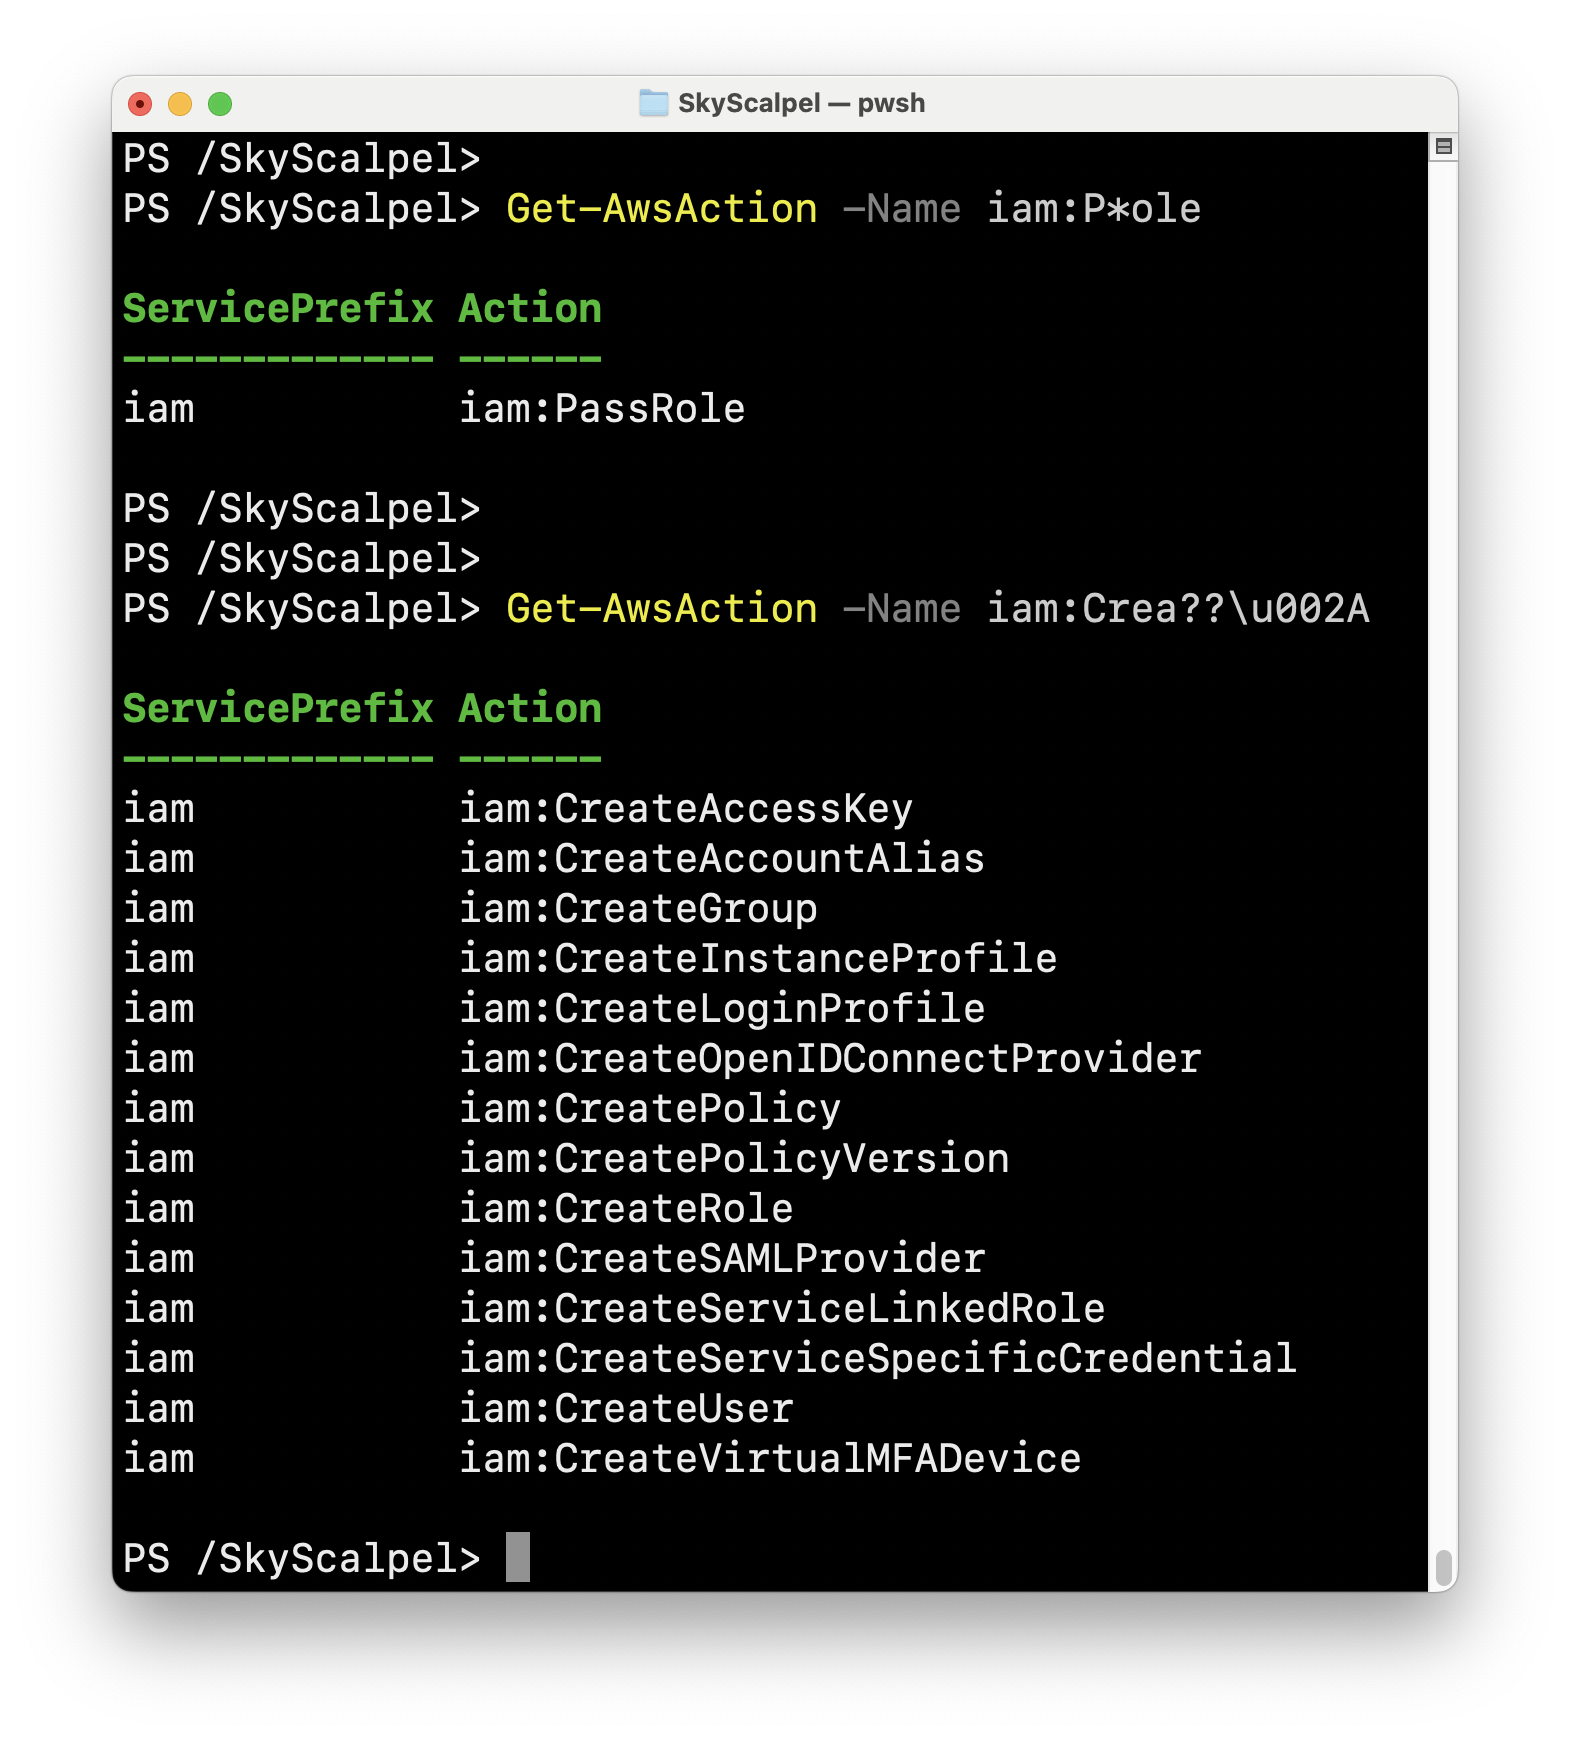 SkyScalpel — pwsh
PS /SkyScalpel>
PS /SkyScalpel> Get-AwsAction -Name iam:P*ole
ServicePrefix Action
------------- ------
iam           iam:PassRole
PS /SkyScalpel>
PS /SkyScalpel>
PS /SkyScalpel> Get-AwsAction -Name iam:Crea??\u002A
ServicePrefix Action
------------- ------
iam           iam:CreateAccessKey
iam           iam:CreateAccountAlias
iam           iam:CreateGroup
iam           iam:CreateInstanceProfile
iam           iam:CreateLoginProfile
iam           iam:CreateOpenIDConnectProvider
iam           iam:CreatePolicy
iam           iam:CreatePolicyVersion
iam           iam:CreateRole
iam           iam:CreateSAMLProvider
iam           iam:CreateServiceLinkedRole
iam           iam:CreateServiceSpecificCredential
iam           iam:CreateUser
iam           iam:CreateVirtualMFADevice
PS /SkyScalpel>